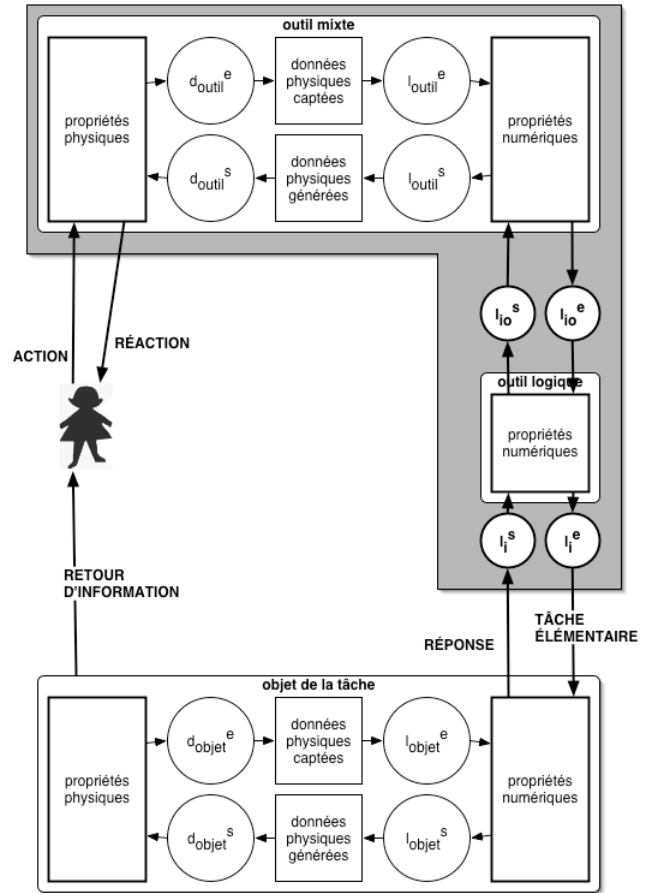 outil mixte
propriétés
physiques
d_outil^e
données
physiques
captées
l_outil^e
propriétés
numériques
d_outil^s
données
physiques
générées
l_outil^s
ACTION
RÉACTION
l_io^s
l_io^e
outil logique
propriétés
numériques
l_i^s
l_i^e
RETOUR
D'INFORMATION
RÉPONSE
TÂCHE
ÉLÉMENTAIRE
objet de la tâche
propriétés
physiques
d_objet^e
données
physiques
captées
l_objet^e
propriétés
numériques
d_objet^s
données
physiques
générées
l_objet^s